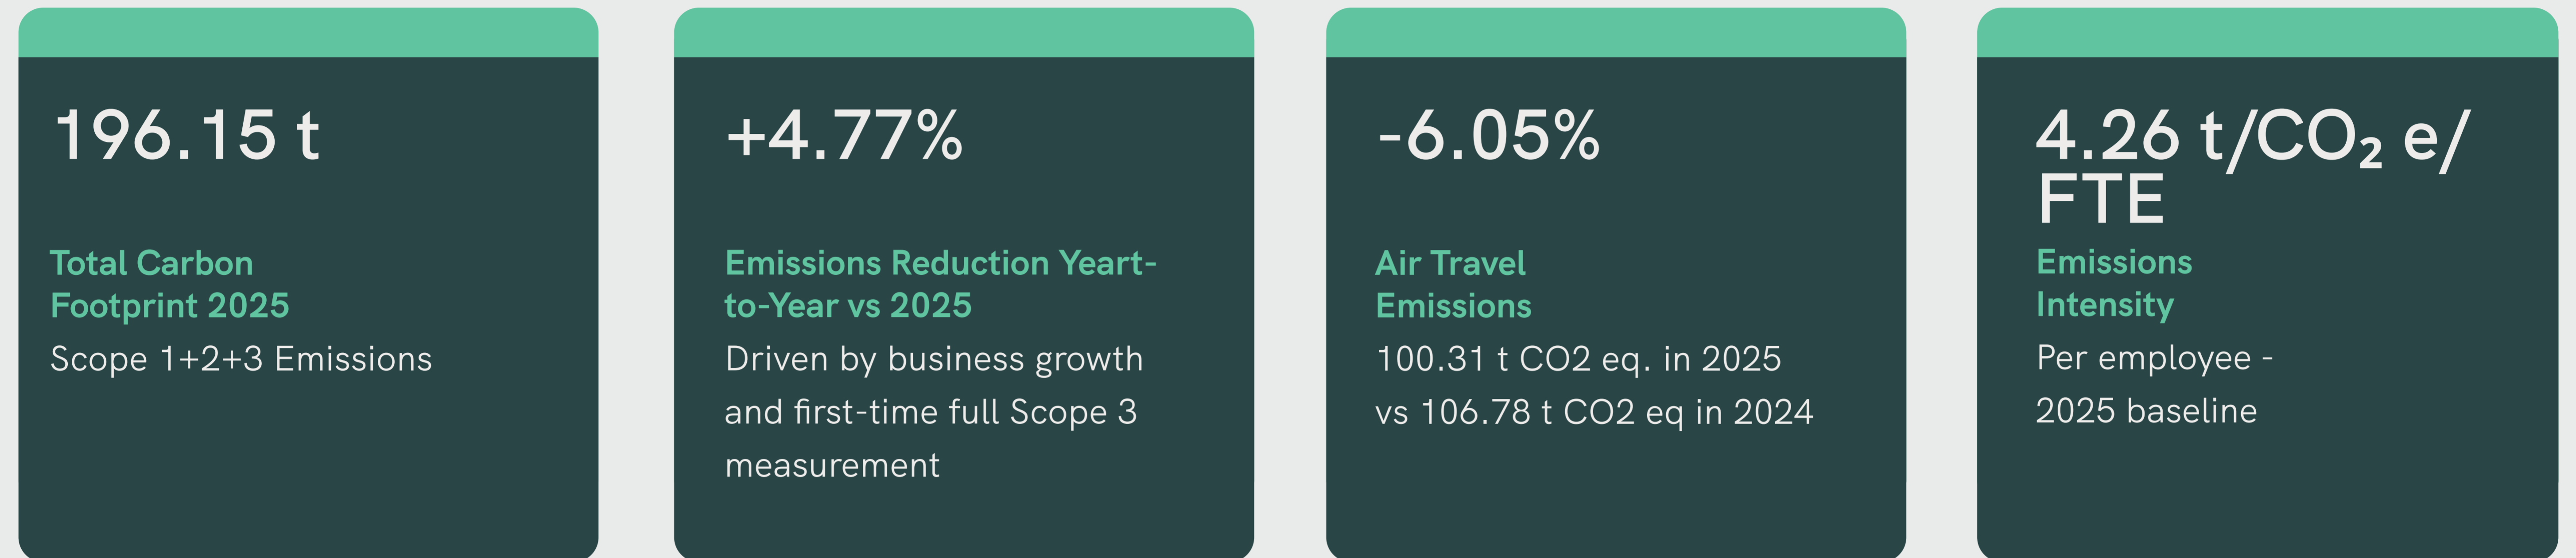 196.15 t
Total Carbon
Footprint 2025
Scope 1+2+3 Emissions
+4.77%
Emissions Reduction Yeart-
to-Year vs 2025
Driven by business growth
and first-time full Scope 3
measurement
-6.05%
Air Travel
Emissions
100.31 t CO2 eq. in 2025
vs 106.78 t CO2 eq in 2024
4.26 t/CO₂ e/
FTE
Emissions
Intensity
Per employee -
2025 baseline